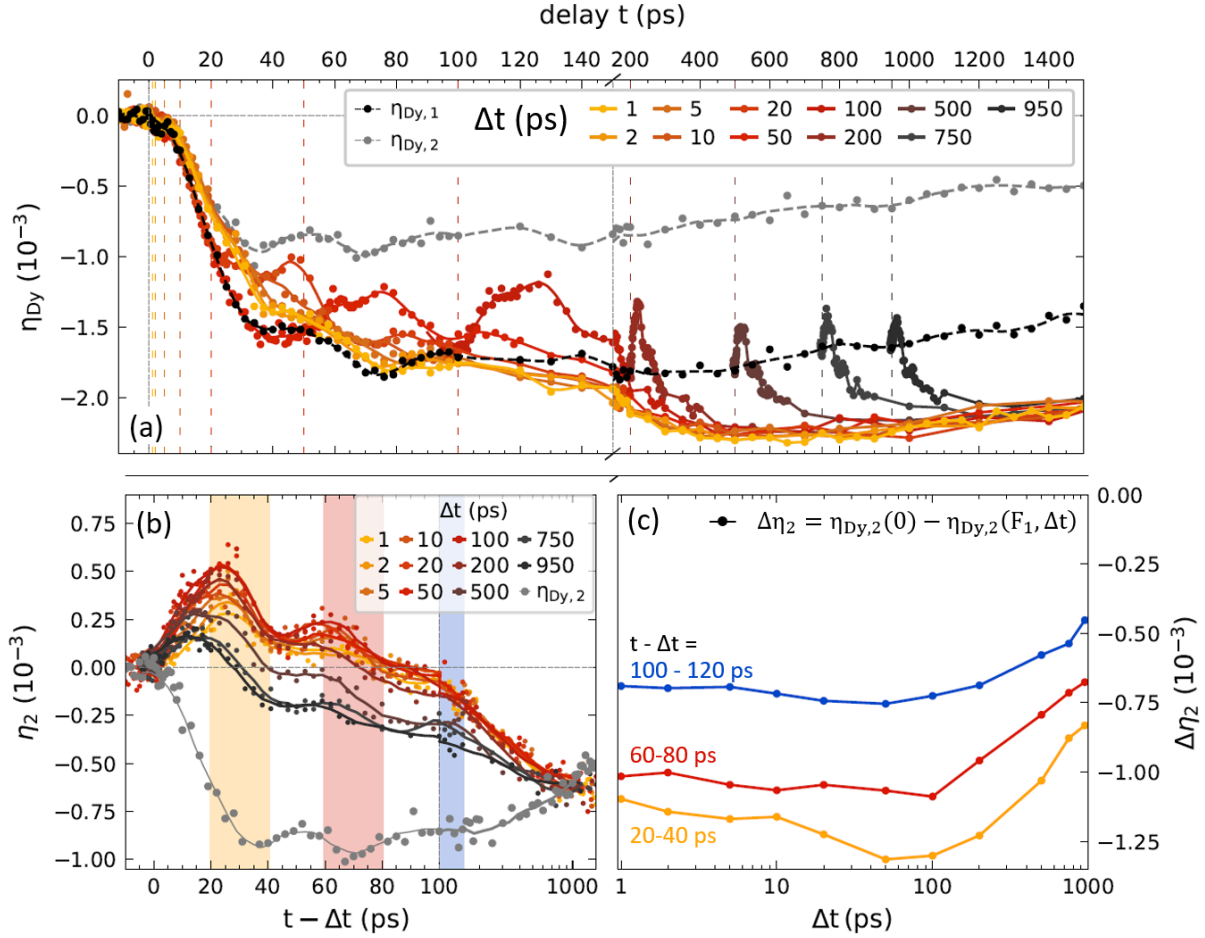 delay t (ps)
0 20 40 60 80 100 120 140 200 400 600 800 1000 1200 1400
η_Dy (10⁻³)
0.0
−0.5
−1.0
−1.5
−2.0
η_Dy,1
η_Dy,2
Δt (ps)
1 5 20 100 500 950
2 10 50 200 750
(a)
(b)
η₂ (10⁻³)
0.75
0.50
0.25
0.00
−0.25
−0.50
−0.75
−1.00
Δt (ps)
1 10 100 750
2 20 200 950
5 50 500 η_Dy,2
0 20 40 60 80 100 1000
t − Δt (ps)
(c)
Δη₂ = η_Dy,2(0) − η_Dy,2(F₁, Δt)
t - Δt =
100 - 120 ps
60-80 ps
20-40 ps
0.00
−0.25
−0.50
−0.75
−1.00
−1.25
Δη₂ (10⁻³)
1 10 100 1000
Δt (ps)